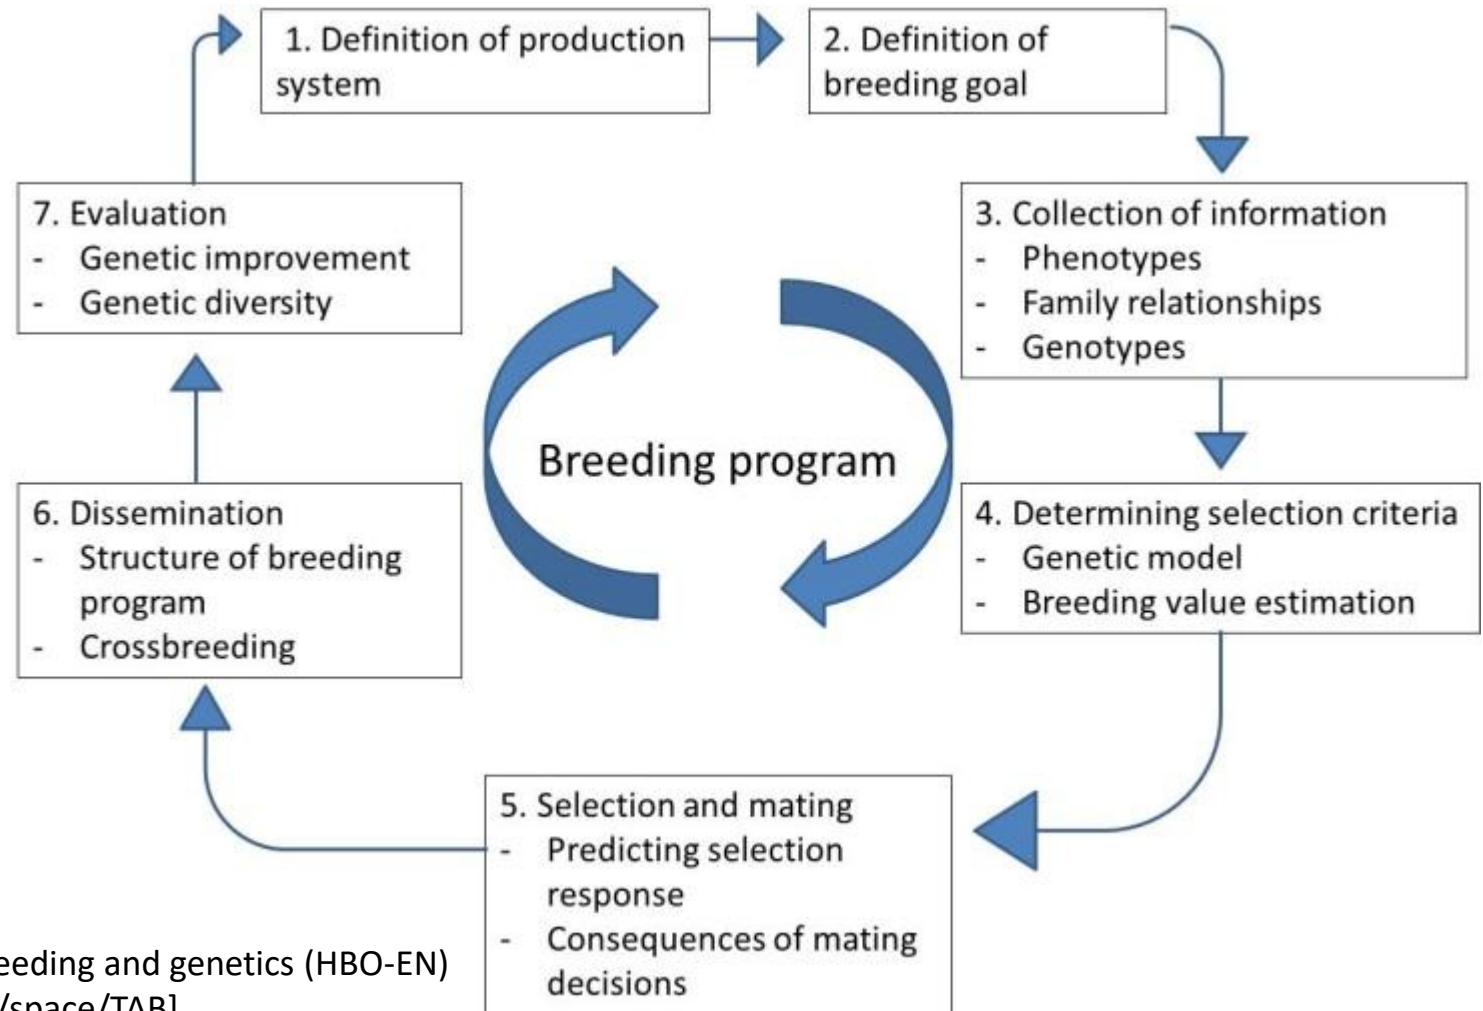 1. Definition of production
system
2. Definition of
breeding goal
3. Collection of information
- Phenotypes
- Family relationships
- Genotypes
4. Determining selection criteria
- Genetic model
- Breeding value estimation
5. Selection and mating
- Predicting selection
response
- Consequences of mating
decisions
6. Dissemination
- Structure of breeding
program
- Crossbreeding
7. Evaluation
- Genetic improvement
- Genetic diversity
Breeding program
eeding and genetics (HBO-EN)
/space/TAB]